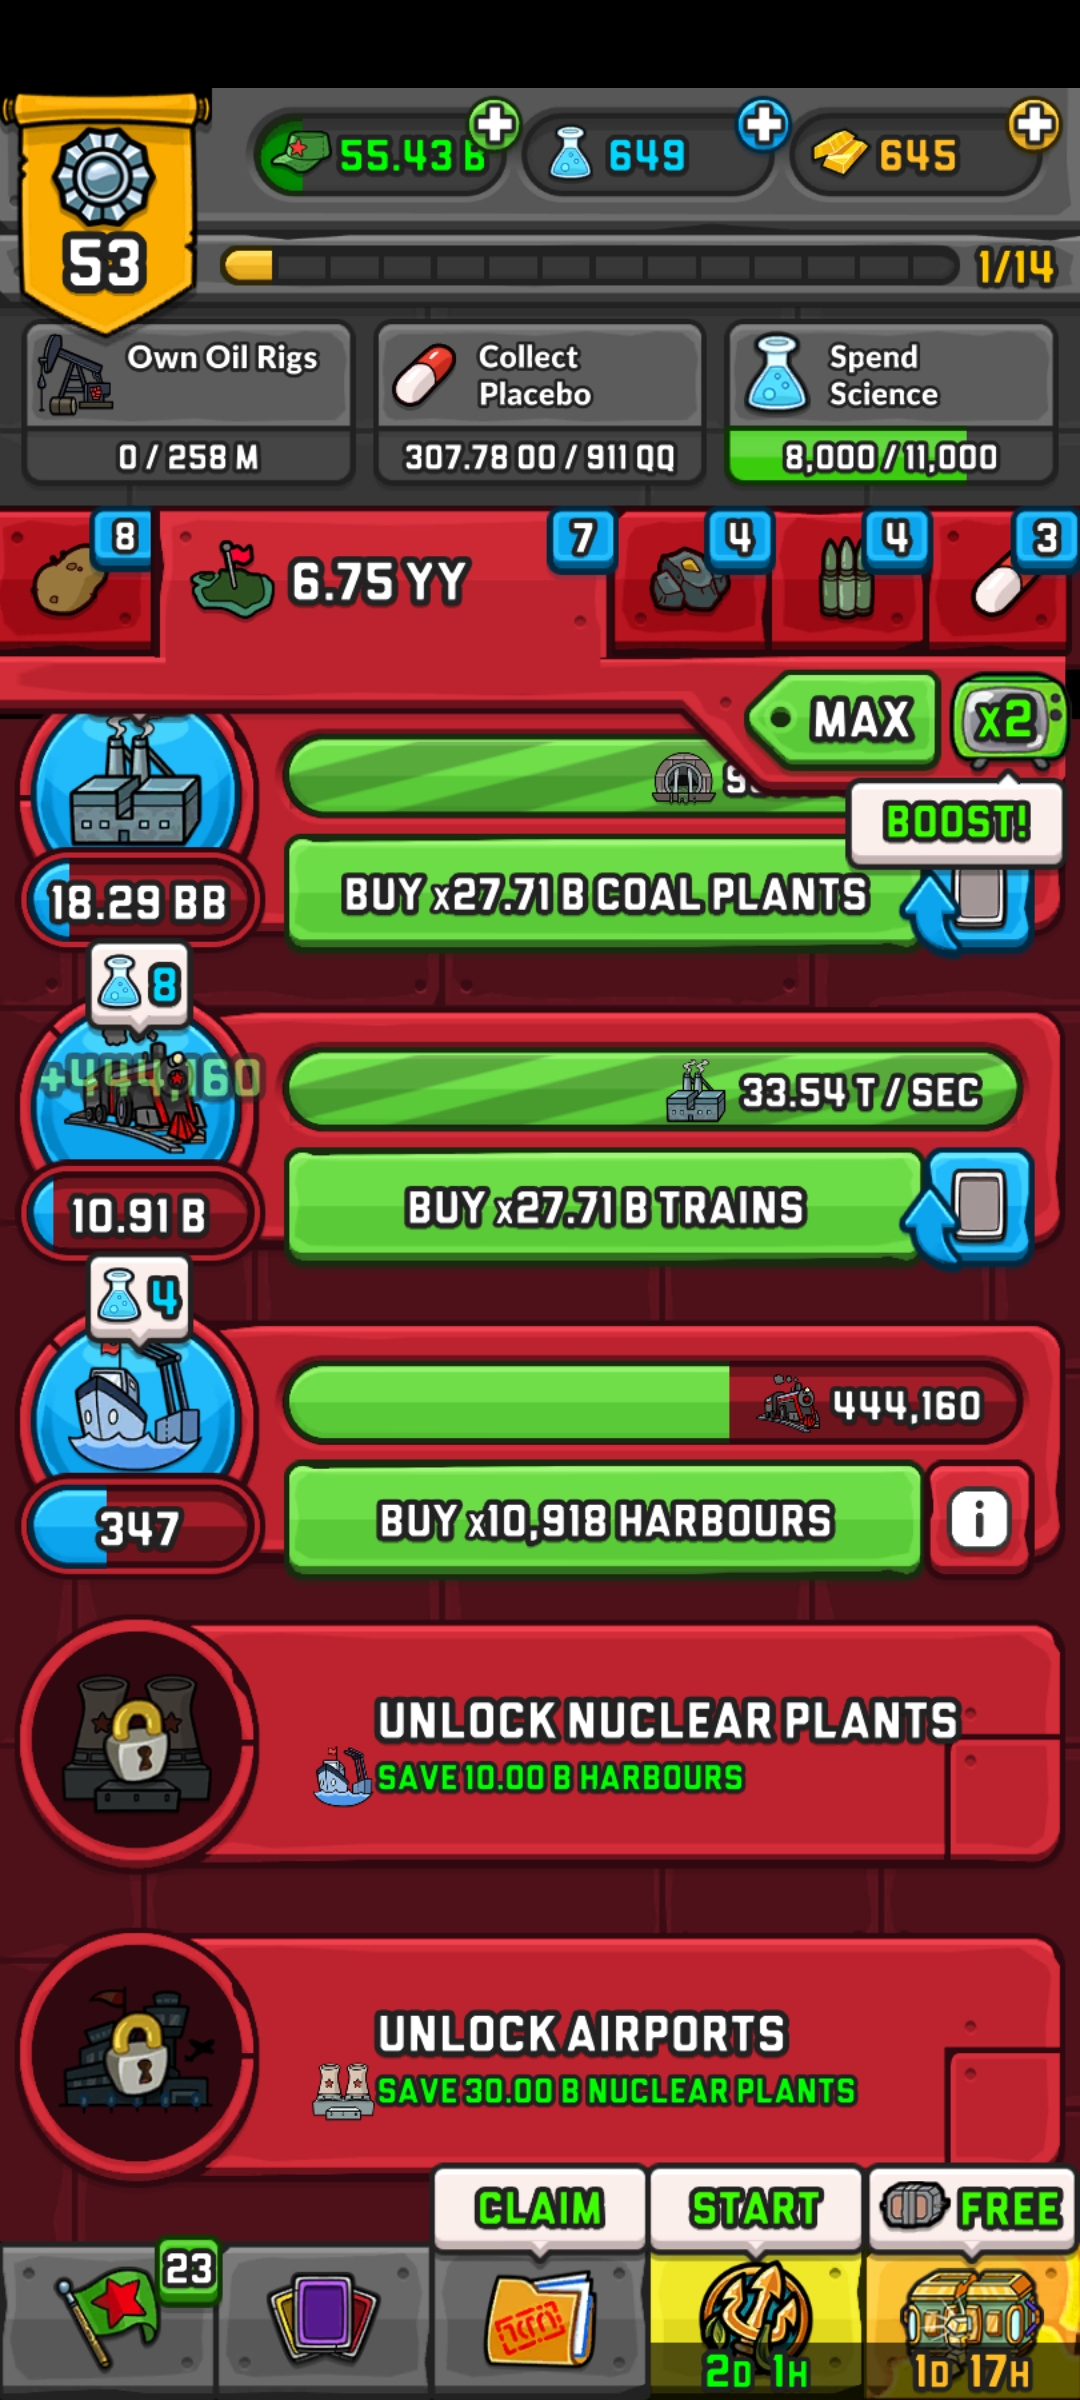 55.43 B
649
645
53
1/14
Own Oil Rigs
0 / 258 M
Collect
Placebo
307.78 OO / 911 QQ
Spend
Science
8,000 / 11,000
8
6.75 YY
7
4
4
3
MAX
x2
BOOST!
18.29 BB
BUY x27.71 B COAL PLANTS
8
+444,160
33.54 T / SEC
10.91 B
BUY x27.71 B TRAINS
4
444,160
347
BUY x10,918 HARBOURS
i
UNLOCK NUCLEAR PLANTS
SAVE 10.00 B HARBOURS
UNLOCK AIRPORTS
SAVE 30.00 B NUCLEAR PLANTS
CLAIM
START
FREE
23
2D 1H
1D 17H